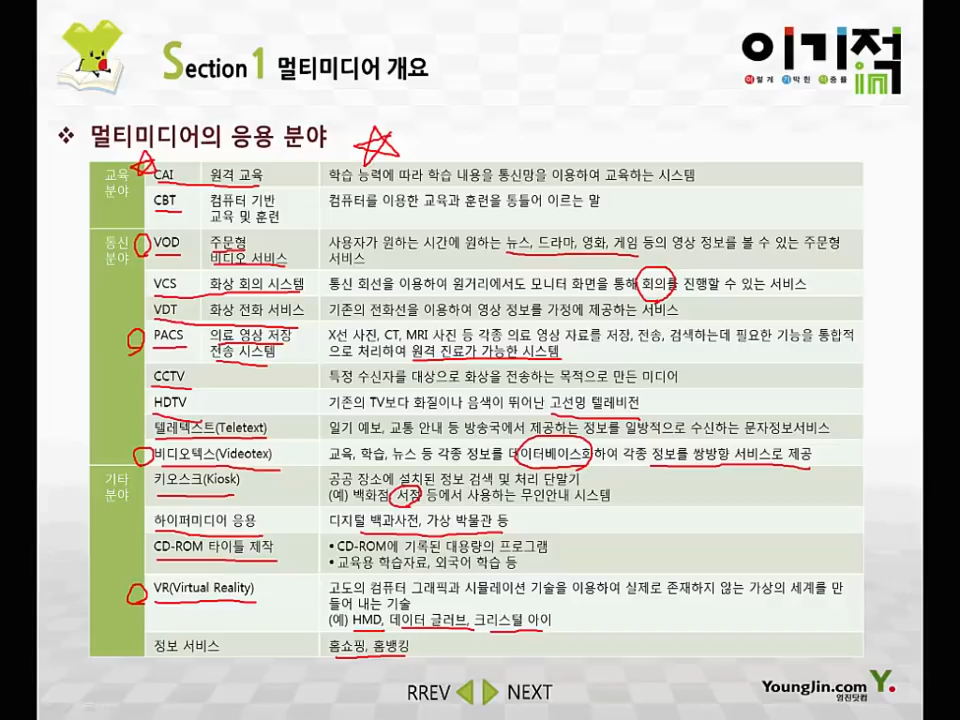 Section 1 멀티미디어 개요
이기적in
이렇게 기막힌 적중률
❖ 멀티미디어의 응용 분야
교육 분야
CAI 원격 교육 학습 능력에 따라 학습 내용을 통신망을 이용하여 교육하는 시스템
CBT 컴퓨터 기반 컴퓨터를 이용한 교육과 훈련을 통틀어 이르는 말
교육 및 훈련
통신 분야
VOD 주문형 사용자가 원하는 시간에 원하는 뉴스, 드라마, 영화, 게임 등의 영상 정보를 볼 수 있는 주문형
비디오 서비스 서비스
VCS 화상 회의 시스템 통신 회선을 이용하여 원거리에서도 모니터 화면을 통해 회의를 진행할 수 있는 서비스
VDT 화상 전화 서비스 기존의 전화선을 이용하여 영상 정보를 가정에 제공하는 서비스
PACS 의료 영상 저장 X선 사진, CT, MRI 사진 등 각종 의료 영상 자료를 저장, 전송, 검색하는데 필요한 기능을 통합적
전송 시스템 으로 처리하여 원격 진료가 가능한 시스템
CCTV 특정 수신자를 대상으로 화상을 전송하는 목적으로 만든 미디어
HDTV 기존의 TV보다 화질이나 음색이 뛰어난 고선명 텔레비전
텔레텍스트(Teletext) 일기 예보, 교통 안내 등 방송국에서 제공하는 정보를 일방적으로 수신하는 문자정보서비스
비디오텍스(Videotex) 교육, 학습, 뉴스 등 각종 정보를 데이터베이스화하여 각종 정보를 쌍방향 서비스로 제공
기타 분야
키오스크(Kiosk) 공공 장소에 설치된 정보 검색 및 처리 단말기
(예) 백화점, 서점 등에서 사용하는 무인안내 시스템
하이퍼미디어 응용 디지털 백과사전, 가상 박물관 등
CD-ROM 타이틀 제작 •CD-ROM에 기록된 대용량의 프로그램
•교육용 학습자료, 외국어 학습 등
VR(Virtual Reality) 고도의 컴퓨터 그래픽과 시뮬레이션 기술을 이용하여 실제로 존재하지 않는 가상의 세계를 만
들어 내는 기술
(예) HMD, 데이터 글러브, 크리스털 아이
정보 서비스 홈쇼핑, 홈뱅킹
RREV NEXT
YoungJin.com Y.
영진닷컴